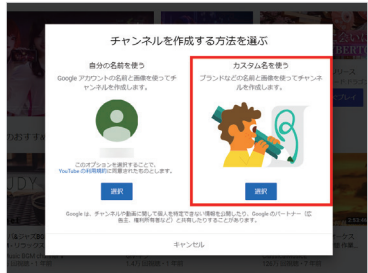 チャンネルを作成する方法を選ぶ
自分の名前を使う
Google アカウントの名前と画像を使ってチ
ャンネルを作成します。
このオプションを選択することで、
YouTube の利用規約に同意されたものとします。
選択
カスタム名を使う
ブランドなどの名前と画像を使ってチャンネ
ルを作成します。
選択
Google は、チャンネルや動画に関して個人を特定できない情報を公開したり、Google のパートナー（広
告主、権利所有者など）と共有したりすることがあります。
キャンセル